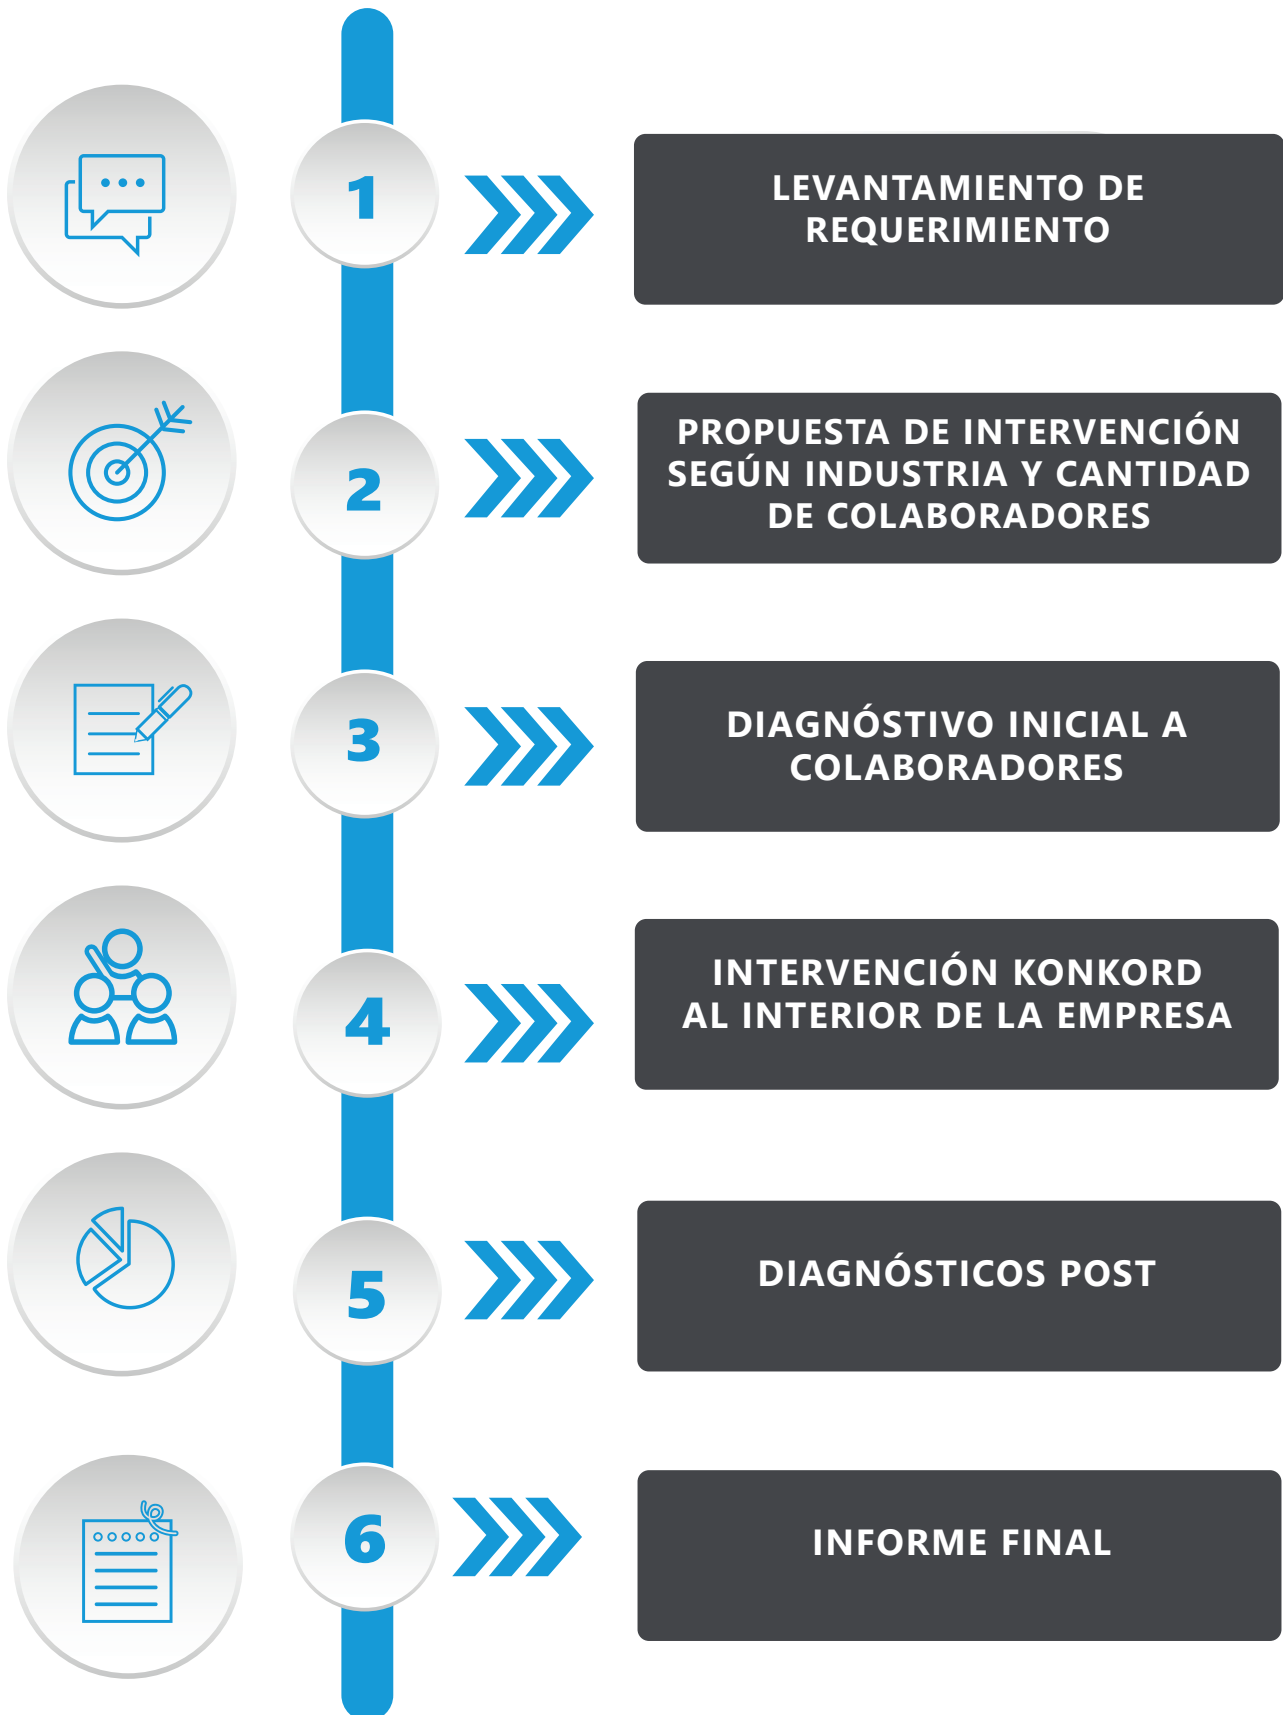 1
LEVANTAMIENTO DE
REQUERIMIENTO
2
PROPUESTA DE INTERVENCIÓN
SEGÚN INDUSTRIA Y CANTIDAD
DE COLABORADORES
3
DIAGNÓSTIVO INICIAL A
COLABORADORES
4
INTERVENCIÓN KONKORD
AL INTERIOR DE LA EMPRESA
5
DIAGNÓSTICOS POST
6
INFORME FINAL